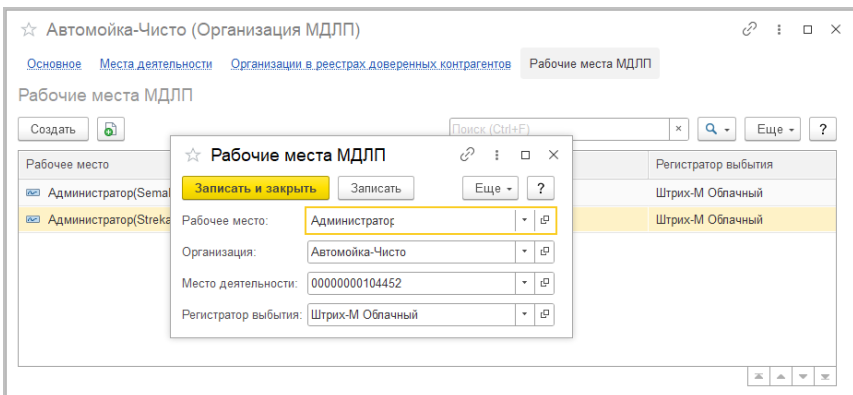 Автомойка-Чисто (Организация МДЛП)
Основное Места деятельности Организации в реестрах доверенных контрагентов Рабочие места МДЛП
Рабочие места МДЛП
Создать Поиск (Ctrl+F) × Еще ?
Рабочее место Регистратор выбытия
Администратор(Semal Штрих-М Облачный
Администратор(Streka Штрих-М Облачный
Рабочие места МДЛП
Записать и закрыть Записать Еще ?
Рабочее место: Администратор
Организация: Автомойка-Чисто
Место деятельности: 00000000104452
Регистратор выбытия: Штрих-М Облачный